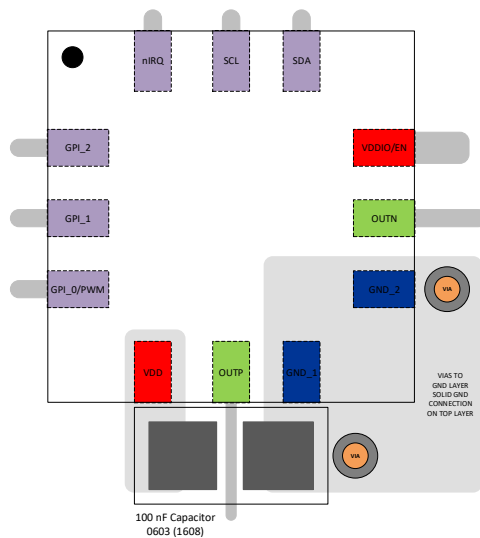 nIRQ
SCL
SDA
GPI_2
VDDIO/EN
GPI_1
OUTN
GPI_0/PWM
GND_2
VIA
VDD
OUTP
GND_1
VIAS TO
GND LAYER
SOLID GND
CONNECTION
ON TOP LAYER
VIA
100 nF Capacitor
0603 (1608)